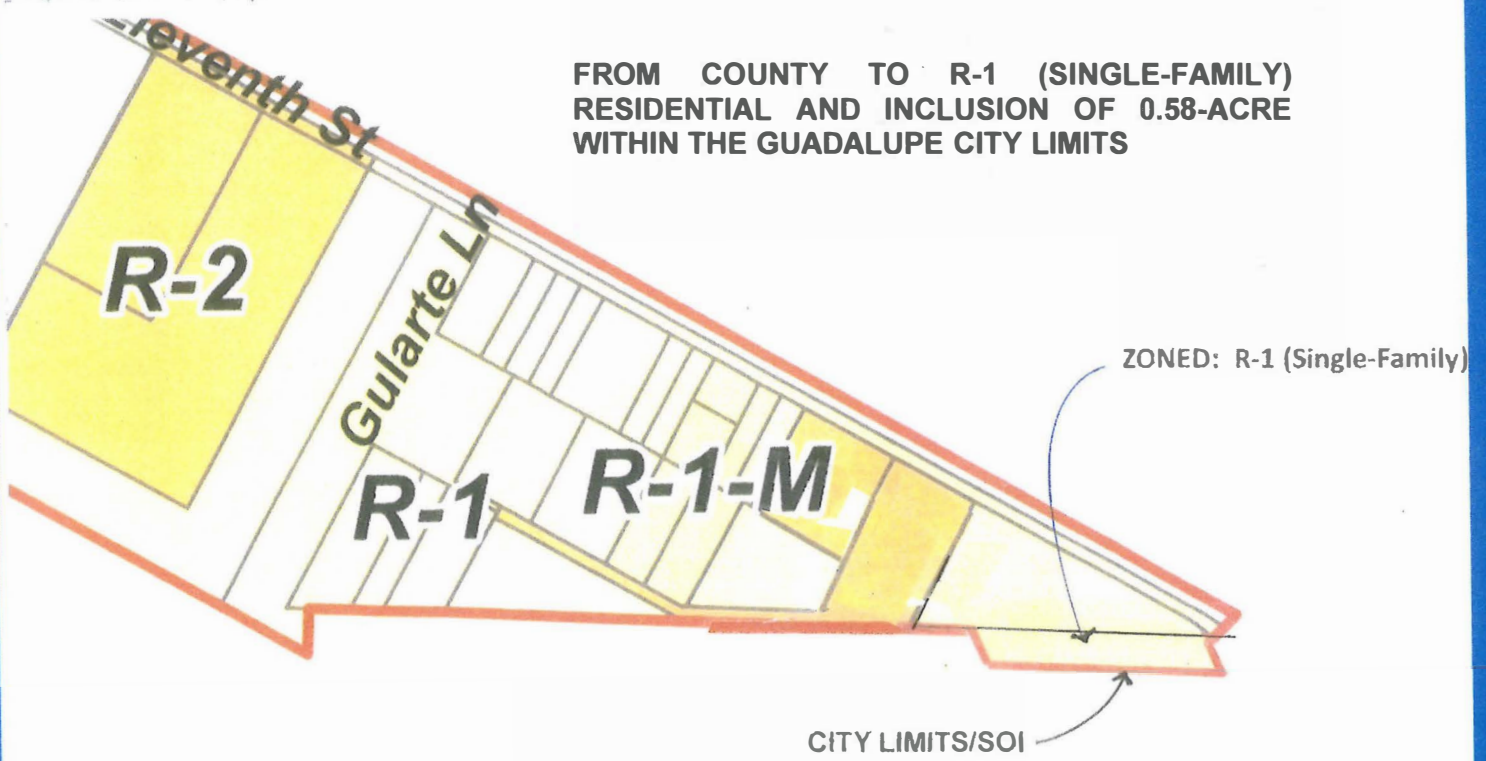 Eleventh St
FROM COUNTY TO R-1 (SINGLE-FAMILY)
RESIDENTIAL AND INCLUSION OF 0.58-ACRE
WITHIN THE GUADALUPE CITY LIMITS
R-2
Gularte Ln
ZONED: R-1 (Single-Family)
R-1
R-1-M
CITY LIMITS/SOI